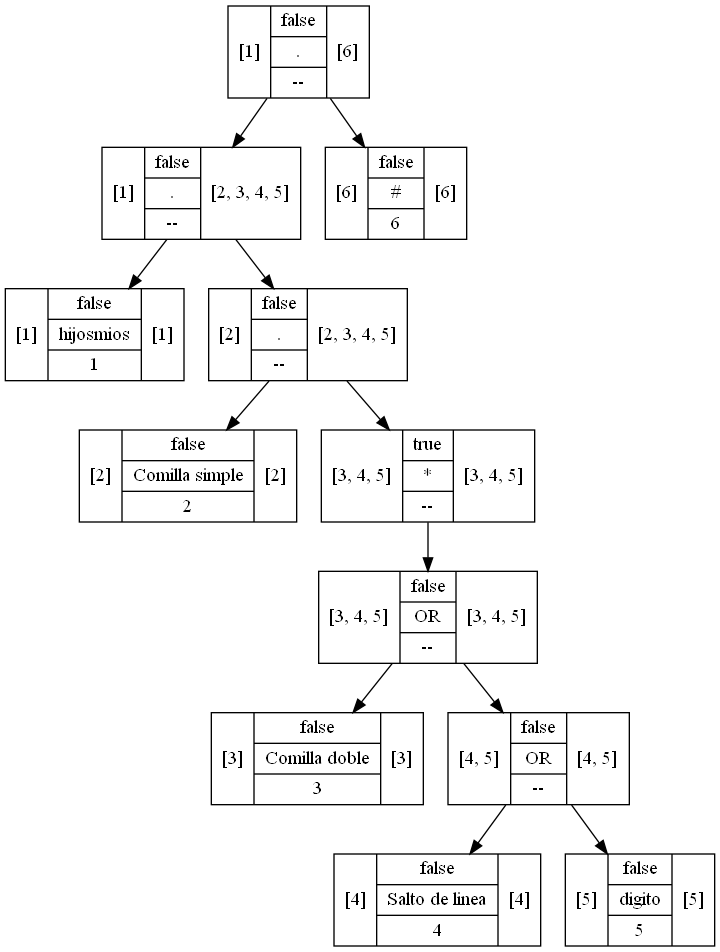 false
[1] . [6]
--
false
[1] . [2, 3, 4, 5]
--
false
[6] # [6]
6
false
[1] hijosmios [1]
1
false
[2] . [2, 3, 4, 5]
--
false
[2] Comilla simple [2]
2
true
[3, 4, 5] * [3, 4, 5]
--
false
[3, 4, 5] OR [3, 4, 5]
--
false
[3] Comilla doble [3]
3
false
[4, 5] OR [4, 5]
--
false
[4] Salto de linea [4]
4
false
[5] digito [5]
5